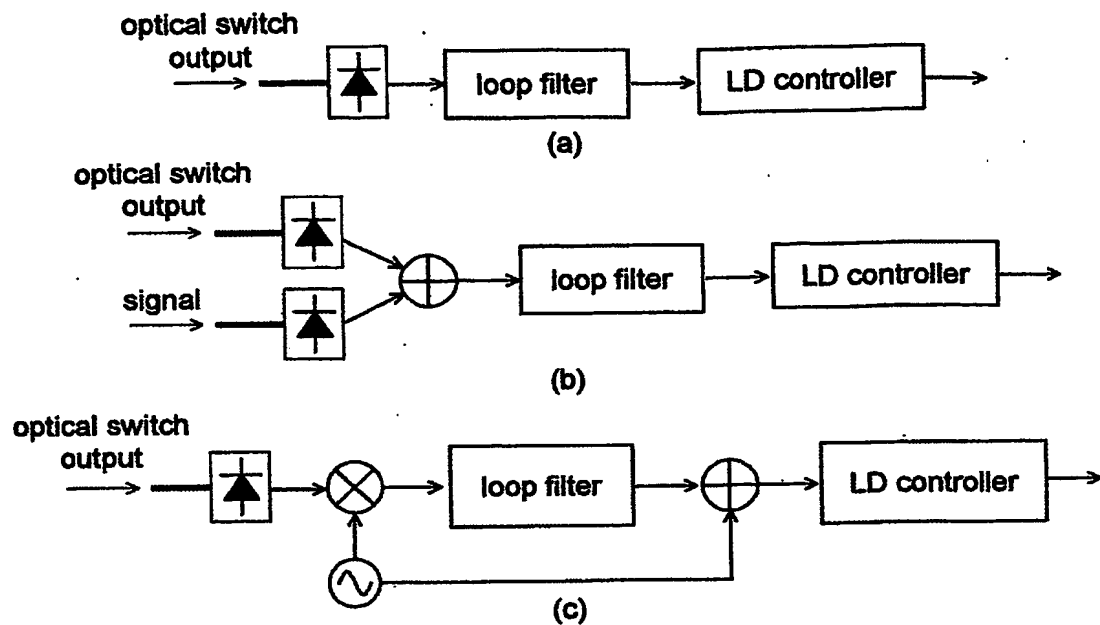 optical switch
output
loop filter
LD controller
(a)
optical switch
output
signal
loop filter
LD controller
(b)
optical switch
output
loop filter
LD controller
(c)